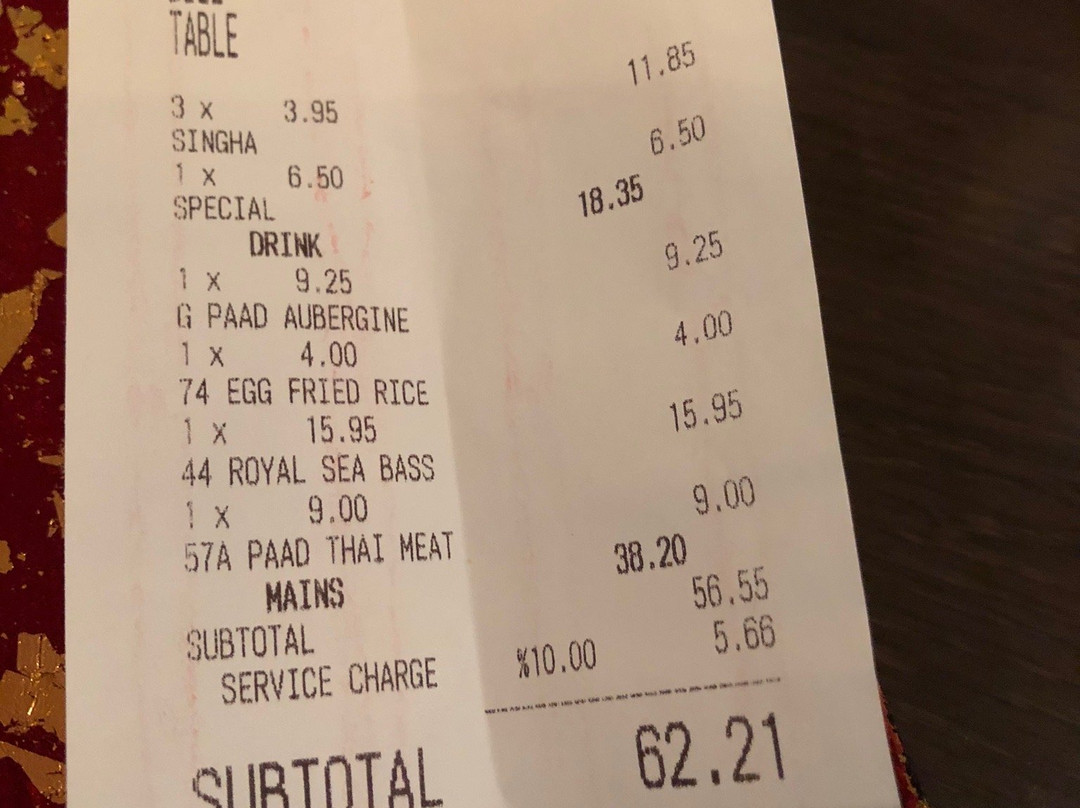 TABLE
3 x 3.95 11.85
SINGHA
1 x 6.50 6.50
SPECIAL
DRINK 18.35
1 x 9.25 9.25
G PAAD AUBERGINE
1 x 4.00 4.00
74 EGG FRIED RICE
1 x 15.95 15.95
44 ROYAL SEA BASS
1 x 9.00 9.00
57A PAAD THAI MEAT
MAINS 38.20
SUBTOTAL 56.55
SERVICE CHARGE %10.00 5.66
SUBTOTAL 62.21